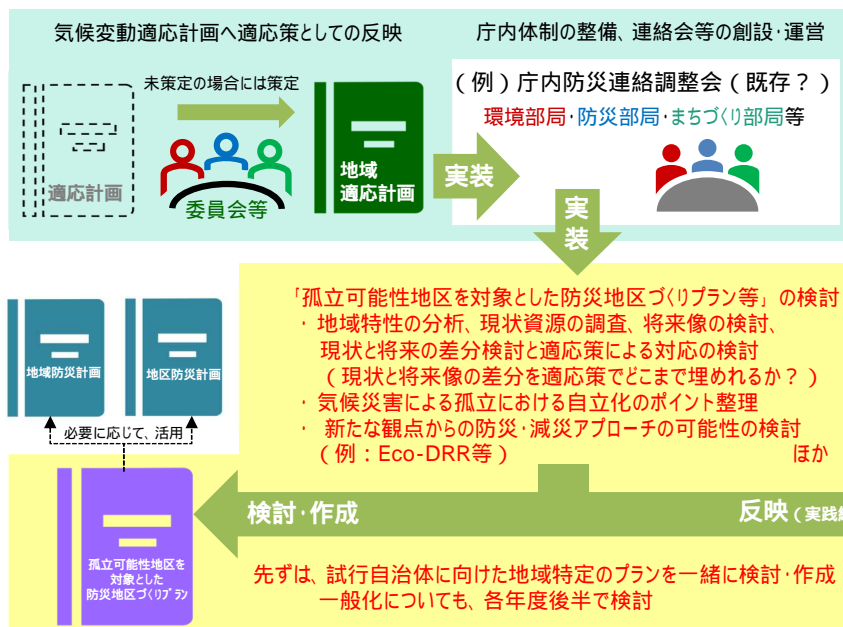 気候変動適応計画へ適応策としての反映
庁内体制の整備、連絡会等の創設・運営
未策定の場合には策定
適応計画
委員会等
地域
適応計画
実装
(例)庁内防災連絡調整会(既存?)
環境部局・防災部局・まちづくり部局等
実装
「孤立可能性地区を対象とした防災地区づくりプラン等」の検討
・地域特性の分析、現状資源の調査、将来像の検討、
現状と将来の差分検討と適応策による対応の検討
(現状と将来像の差分を適応策でどこまで埋めれるか?)
・気候災害による孤立における自立化のポイント整理
・新たな観点からの防災・減災アプローチの可能性の検討
(例:Eco-DRR等) ほか
地域防災計画
地区防災計画
必要に応じて、活用
孤立可能性地区を
対象とした
防災地区づくりプラン
検討・作成
反映(実践編
先ずは、試行自治体に向けた地域特定のプランを一緒に検討・作成
一般化についても、各年度後半で検討